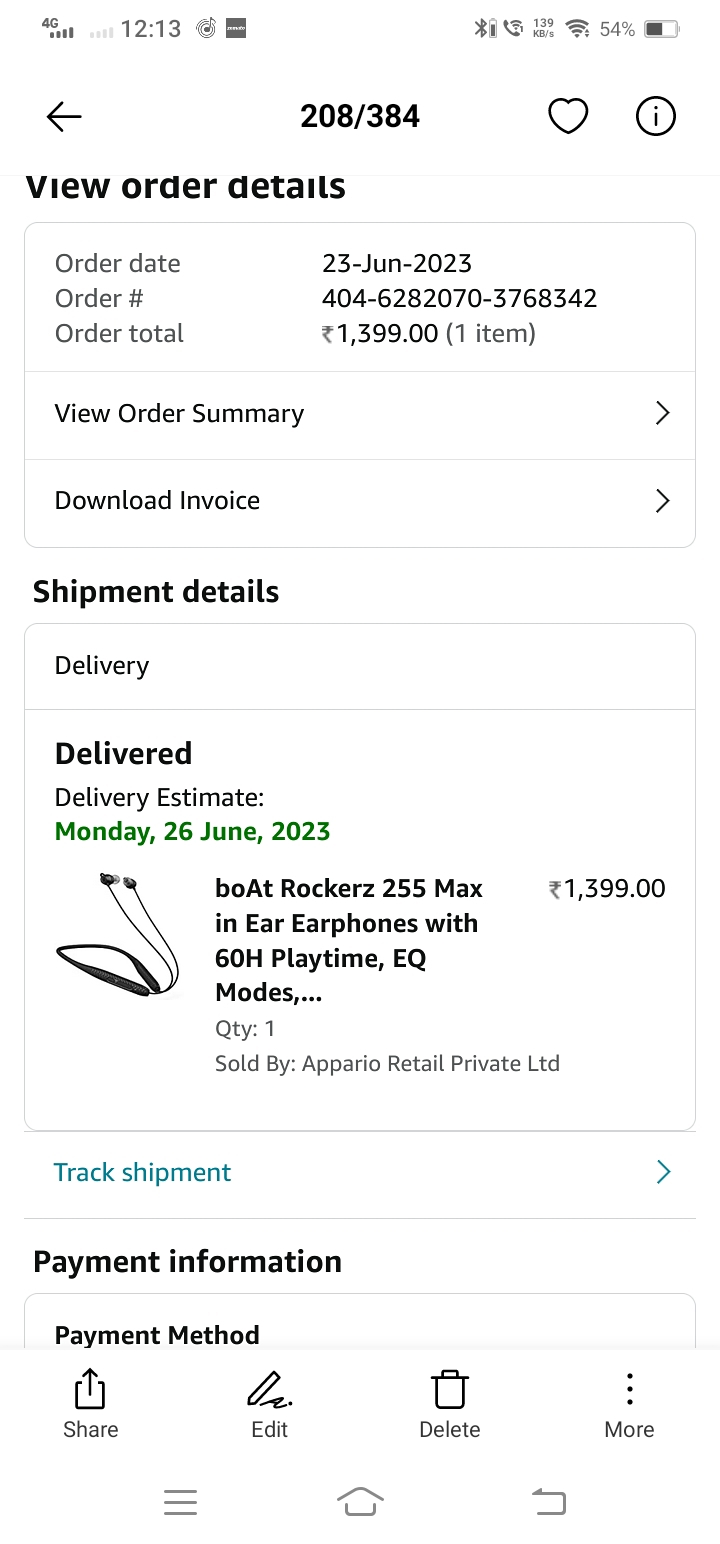 4G 12:13 zomato 139 KB/s 54%
208/384
View order details
Order date 23-Jun-2023
Order # 404-6282070-3768342
Order total ₹1,399.00 (1 item)
View Order Summary
Download Invoice
Shipment details
Delivery
Delivered
Delivery Estimate:
Monday, 26 June, 2023
boAt Rockerz 255 Max ₹1,399.00
in Ear Earphones with
60H Playtime, EQ
Modes,...
Qty: 1
Sold By: Appario Retail Private Ltd
Track shipment
Payment information
Payment Method
Share Edit Delete More